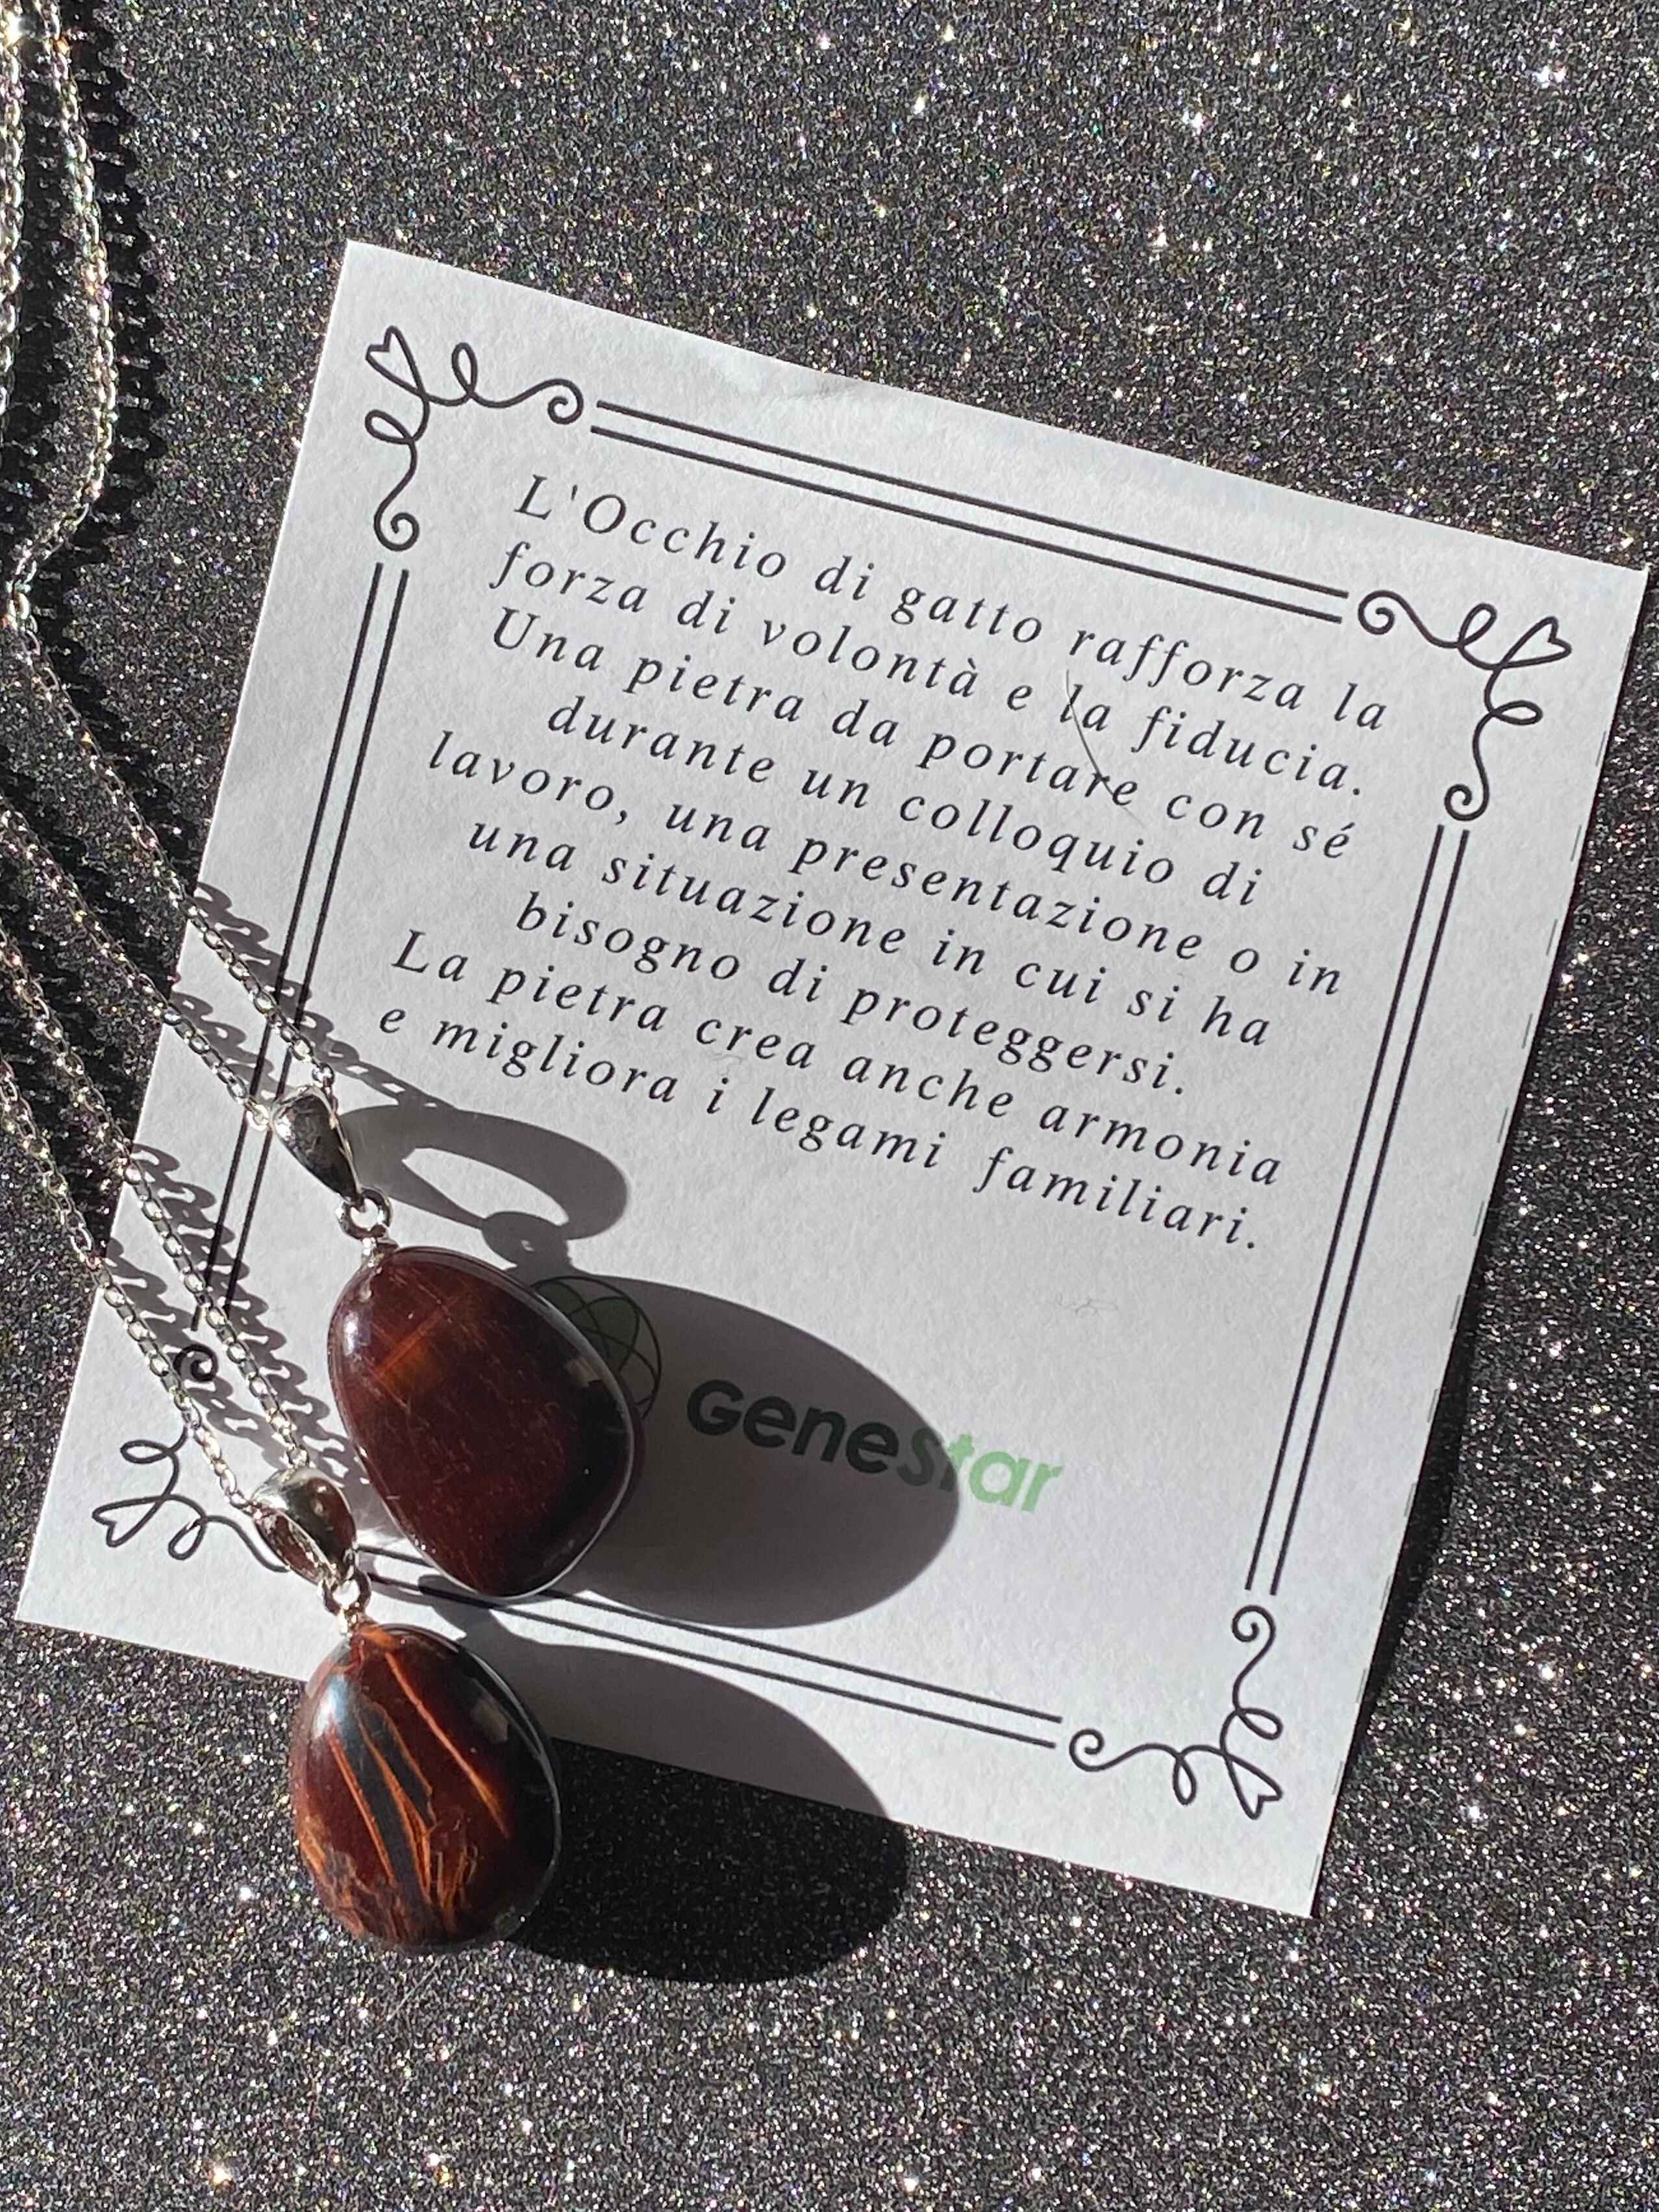 L'Occhio di gatto rafforza la
forza di volontà e la fiducia.
Una pietra da portare con sé
durante un colloquio di
lavoro, una presentazione o in
una situazione in cui si ha
bisogno di proteggersi.
La pietra crea anche armonia
e migliora i legami familiari.
Genestar